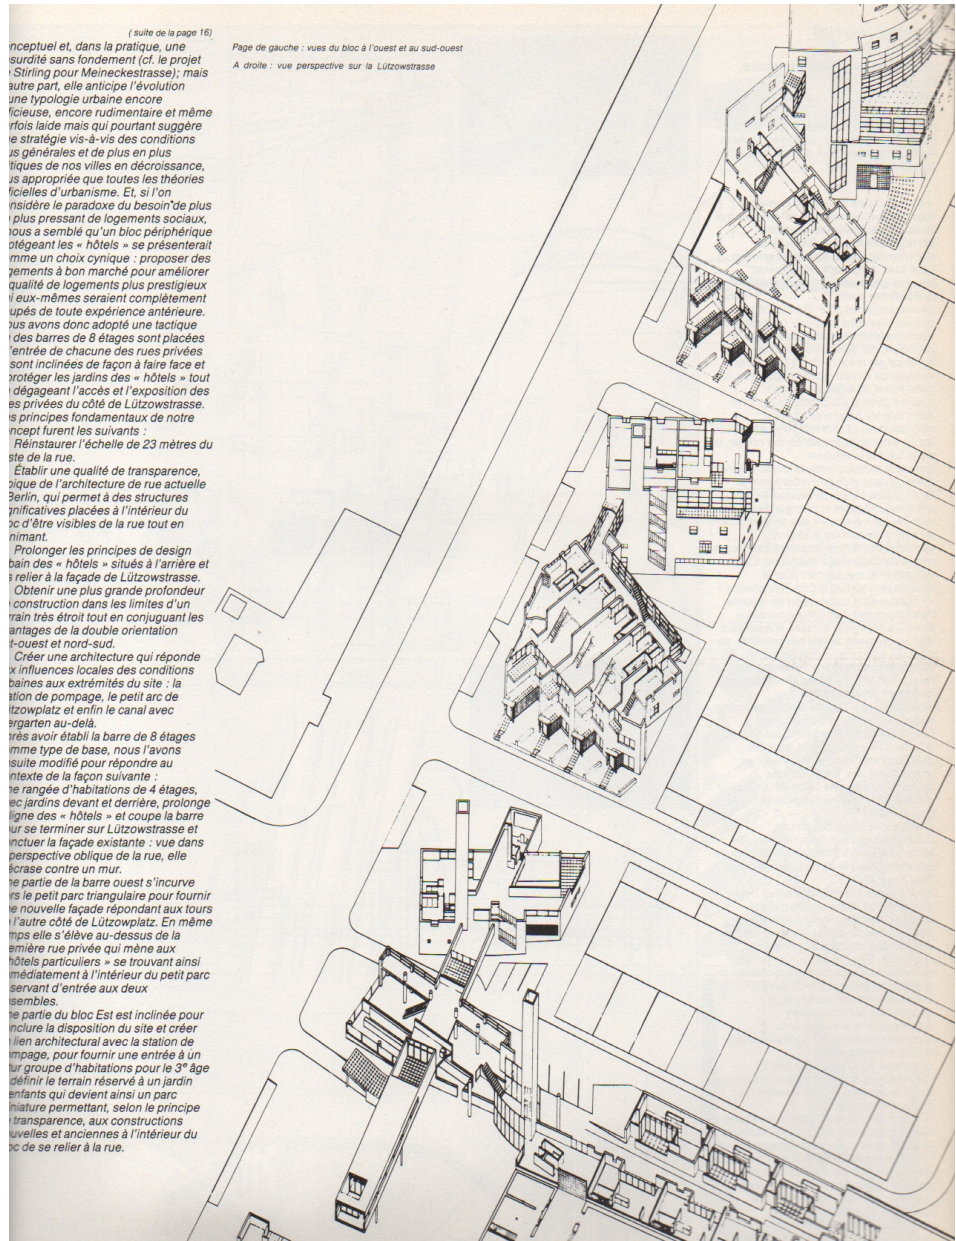 ( suite de la page 16)
Page de gauche : vues du bloc à l'ouest et au sud-ouest
A droite : vue perspective sur la Lützowstrasse
nceptuel et, dans la pratique, une
surdité sans fondement (cf. le projet
Stirling pour Meineckestrasse); mais
autre part, elle anticipe l'évolution
une typologie urbaine encore
ficieuse, encore rudimentaire et même
rfois laide mais qui pourtant suggère
e stratégie vis-à-vis des conditions
us générales et de plus en plus
tiques de nos villes en décroissance,
us appropriée que toutes les théories
ficielles d'urbanisme. Et, si l'on
nsidère le paradoxe du besoin de plus
plus pressant de logements sociaux,
nous a semblé qu'un bloc périphérique
otégeant les « hôtels » se présenterait
mme un choix cynique : proposer des
gements à bon marché pour améliorer
qualité de logements plus prestigieux
i eux-mêmes seraient complètement
upés de toute expérience antérieure.
ous avons donc adopté une tactique
des barres de 8 étages sont placées
l'entrée de chacune des rues privées
sont inclinées de façon à faire face et
protéger les jardins des « hôtels » tout
dégageant l'accès et l'exposition des
es privées du côté de Lützowstrasse.
s principes fondamentaux de notre
ncept furent les suivants :
Réinstaurer l'échelle de 23 mètres du
ste de la rue.
Établir une qualité de transparence,
pique de l'architecture de rue actuelle
Berlin, qui permet à des structures
gnificatives placées à l'intérieur du
oc d'être visibles de la rue tout en
nimant.
Prolonger les principes de design
bain des « hôtels » situés à l'arrière et
s relier à la façade de Lützowstrasse.
Obtenir une plus grande profondeur
construction dans les limites d'un
rrain très étroit tout en conjuguant les
antages de la double orientation
t-ouest et nord-sud.
Créer une architecture qui réponde
x influences locales des conditions
baines aux extrémités du site : la
ation de pompage, le petit arc de
itzowplatz et enfin le canal avec
ergarten au-delà.
près avoir établi la barre de 8 étages
mme type de base, nous l'avons
suite modifié pour répondre au
ntexte de la façon suivante :
ne rangée d'habitations de 4 étages,
ec jardins devant et derrière, prolonge
ligne des « hôtels » et coupe la barre
ur se terminer sur Lützowstrasse et
nctuer la façade existante : vue dans
perspective oblique de la rue, elle
écrase contre un mur.
ne partie de la barre ouest s'incurve
rs le petit parc triangulaire pour fournir
e nouvelle façade répondant aux tours
l'autre côté de Lützowplatz. En même
mps elle s'élève au-dessus de la
emière rue privée qui mène aux
hôtels particuliers » se trouvant ainsi
médiatement à l'intérieur du petit parc
servant d'entrée aux deux
sembles.
ne partie du bloc Est est inclinée pour
nclure la disposition du site et créer
lien architectural avec la station de
mpage, pour fournir une entrée à un
tur groupe d'habitations pour le 3e âge
définir le terrain réservé à un jardin
enfants qui devient ainsi un parc
niature permettant, selon le principe
transparence, aux constructions
uvelles et anciennes à l'intérieur du
oc de se relier à la rue.